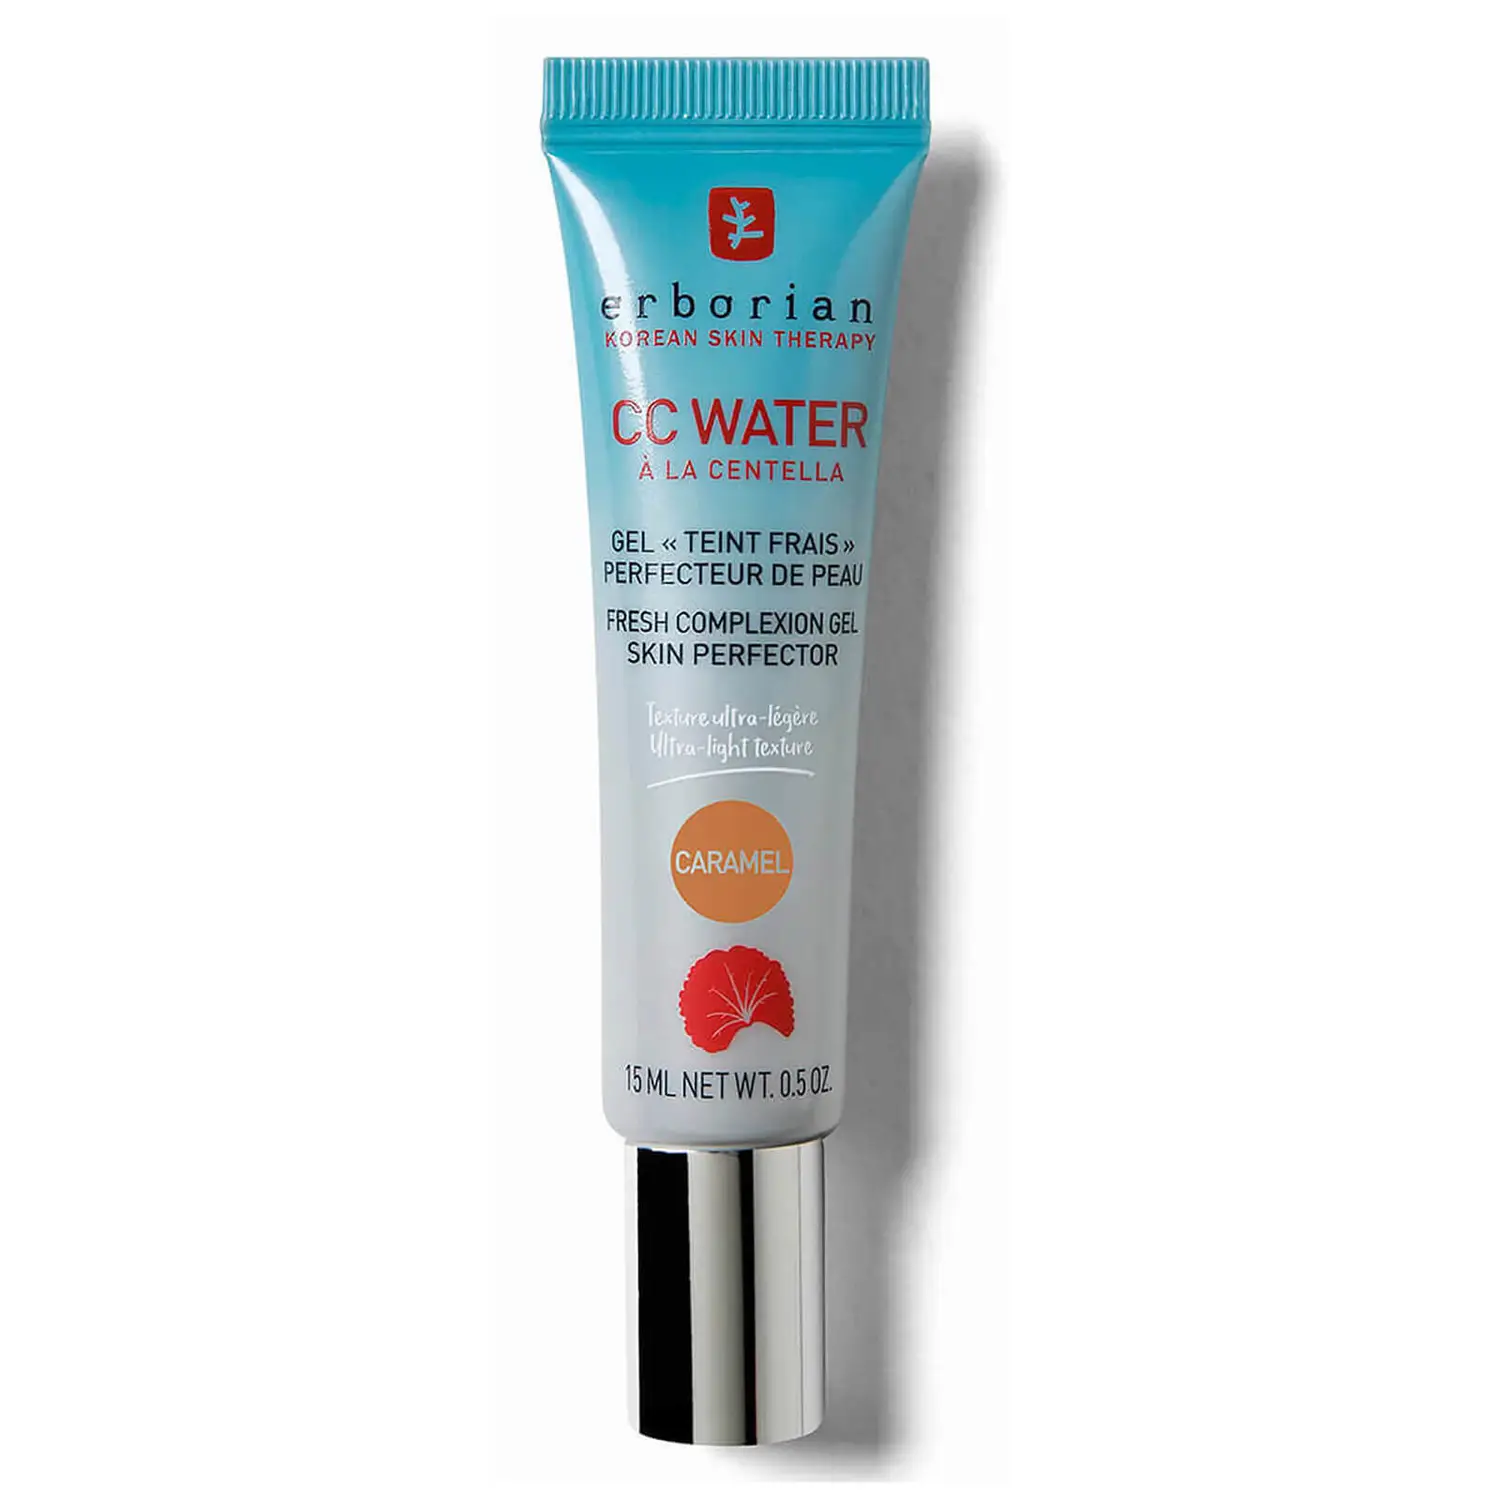 erborian
KOREAN SKIN THERAPY
CC WATER
À LA CENTELLA
GEL « TEINT FRAIS »
PERFECTEUR DE PEAU
FRESH COMPLEXION GEL
SKIN PERFECTOR
Texture ultra-légère
Ultra-light texture
CARAMEL
15 ML NET WT. 0.5 OZ.